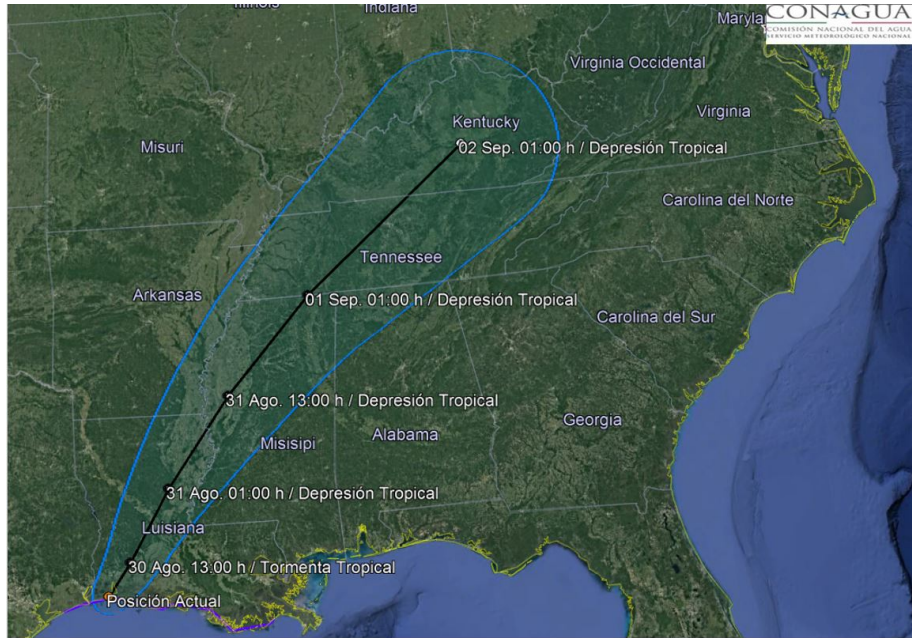 Illinois
Indiana
CONAGUA
COMISIÓN NACIONAL DEL AGUA
SERVICIO METEOROLÓGICO NACIONAL
Virginia Occidental
Virginia
Kentucky
Misuri
02 Sep. 01:00 h / Depresión Tropical
Carolina del Norte
Tennessee
Arkansas
01 Sep. 01:00 h / Depresión Tropical
Carolina del Sur
31 Ago. 13:00 h / Depresión Tropical
Georgia
Alabama
Misisipi
31 Ago. 01:00 h / Depresión Tropical
Luisiana
30 Ago. 13:00 h / Tormenta Tropical
Posición Actual